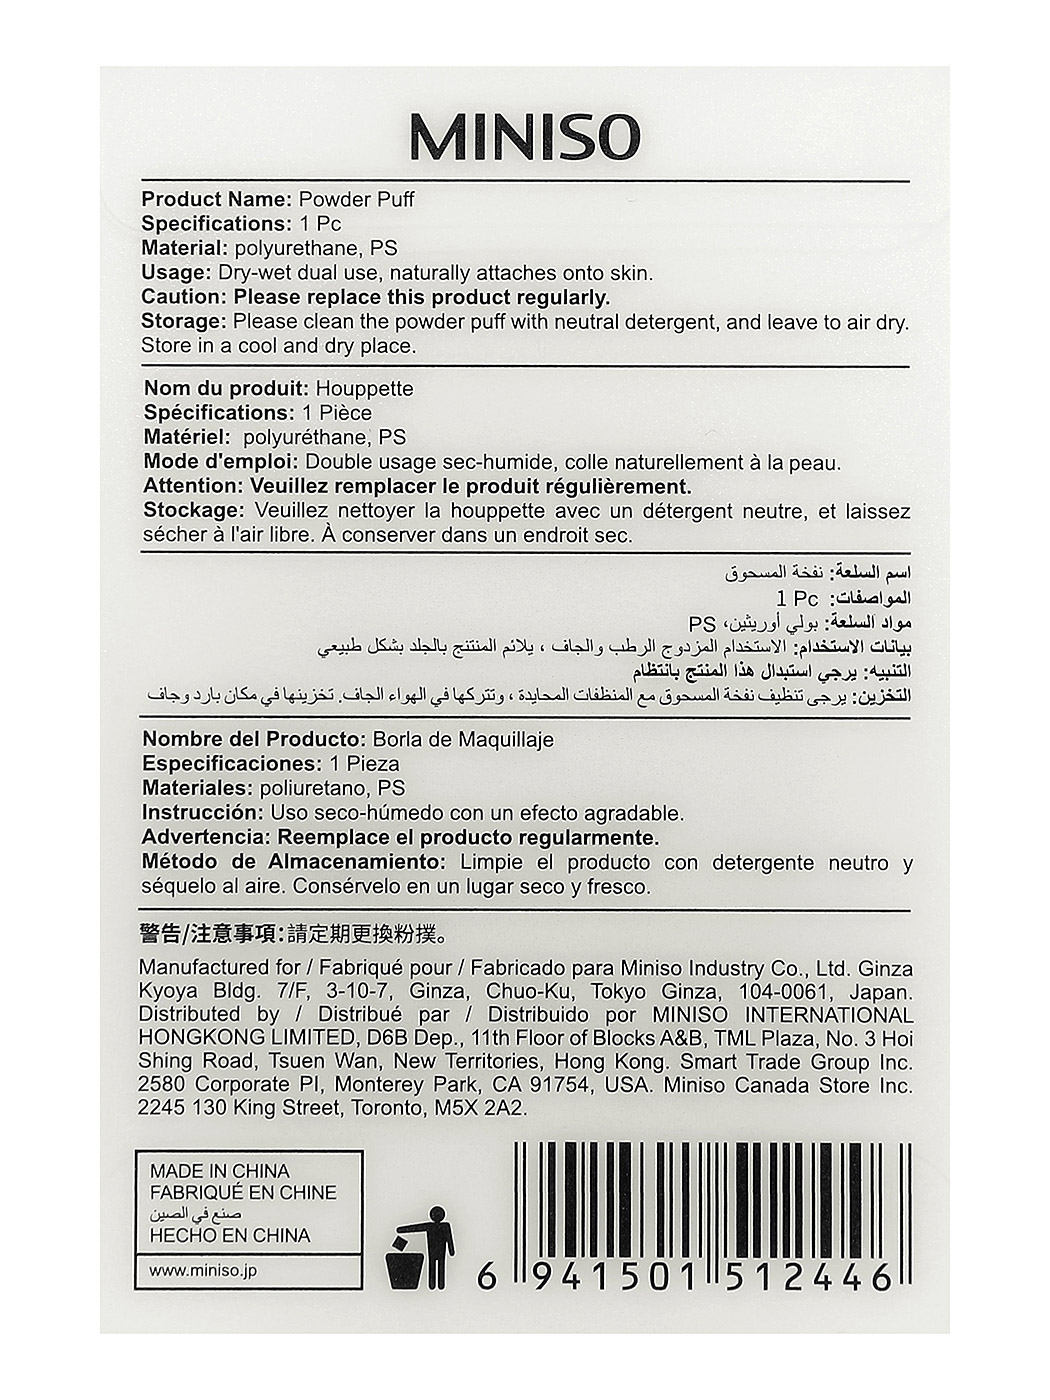 MINISO
Product Name: Powder Puff
Specifications: 1 Pc
Material: polyurethane, PS
Usage: Dry-wet dual use, naturally attaches onto skin.
Caution: Please replace this product regularly.
Storage: Please clean the powder puff with neutral detergent, and leave to air dry.
Store in a cool and dry place.
Nom du produit: Houppette
Spécifications: 1 Pièce
Matériel: polyuréthane, PS
Mode d'emploi: Double usage sec-humide, colle naturellement à la peau.
Attention: Veuillez remplacer le produit régulièrement.
Stockage: Veuillez nettoyer la houppette avec un détergent neutre, et laissez
sécher à l'air libre. À conserver dans un endroit sec.
اسم السلعة: نفخة المسحوق
المواصفات: 1 Pc
مواد السلعة: بولي أوريثين، PS
بيانات الاستخدام: الاستخدام المزدوج الرطب والجاف ، يلائم المنتنج بالجلد بشكل طبيعي
التنبيه: يرجي استبدال هذا المنتج بانتظام
التخزين: يرجى تنظيف نفخة المسحوق مع المنظفات المحايدة ، وتتركها في الهواء الجاف. تخزينها في مكان بارد وجاف
Nombre del Producto: Borla de Maquillaje
Especificaciones: 1 Pieza
Materiales: poliuretano, PS
Instrucción: Uso seco-húmedo con un efecto agradable.
Advertencia: Reemplace el producto regularmente.
Método de Almacenamiento: Limpie el producto con detergente neutro y
séquelo al aire. Consérvelo en un lugar seco y fresco.
警告/注意事項:請定期更換粉撲。
Manufactured for / Fabriqué pour / Fabricado para Miniso Industry Co., Ltd. Ginza
Kyoya Bldg. 7/F, 3-10-7, Ginza, Chuo-Ku, Tokyo Ginza, 104-0061, Japan.
Distributed by / Distribué par / Distribuido por MINISO INTERNATIONAL
HONGKONG LIMITED, D6B Dep., 11th Floor of Blocks A&B, TML Plaza, No. 3 Hoi
Shing Road, Tsuen Wan, New Territories, Hong Kong. Smart Trade Group Inc.
2580 Corporate Pl, Monterey Park, CA 91754, USA. Miniso Canada Store Inc.
2245 130 King Street, Toronto, M5X 2A2.
MADE IN CHINA
FABRIQUÉ EN CHINE
صنع في الصين
HECHO EN CHINA
www.miniso.jp
6 941501 512446